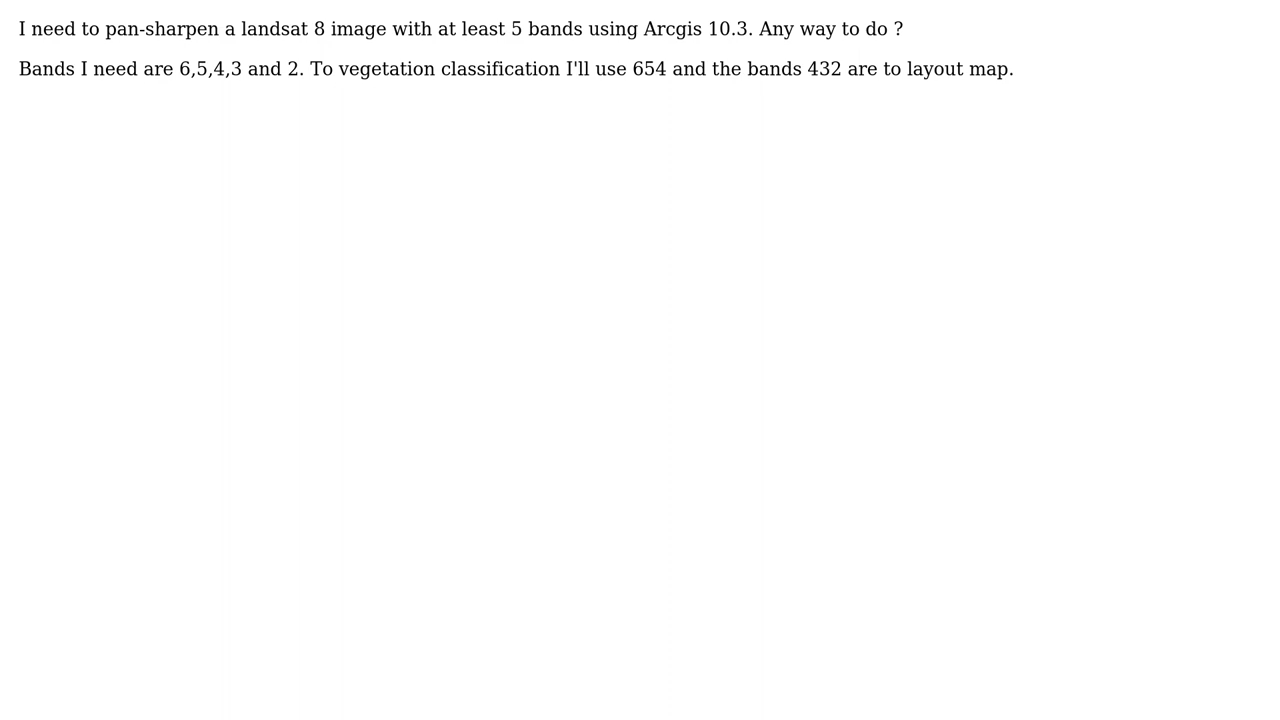 I need to pan-sharpen a landsat 8 image with at least 5 bands using Arcgis 10.3. Any way to do ?
Bands I need are 6,5,4,3 and 2. To vegetation classification I'll use 654 and the bands 432 are to layout map.